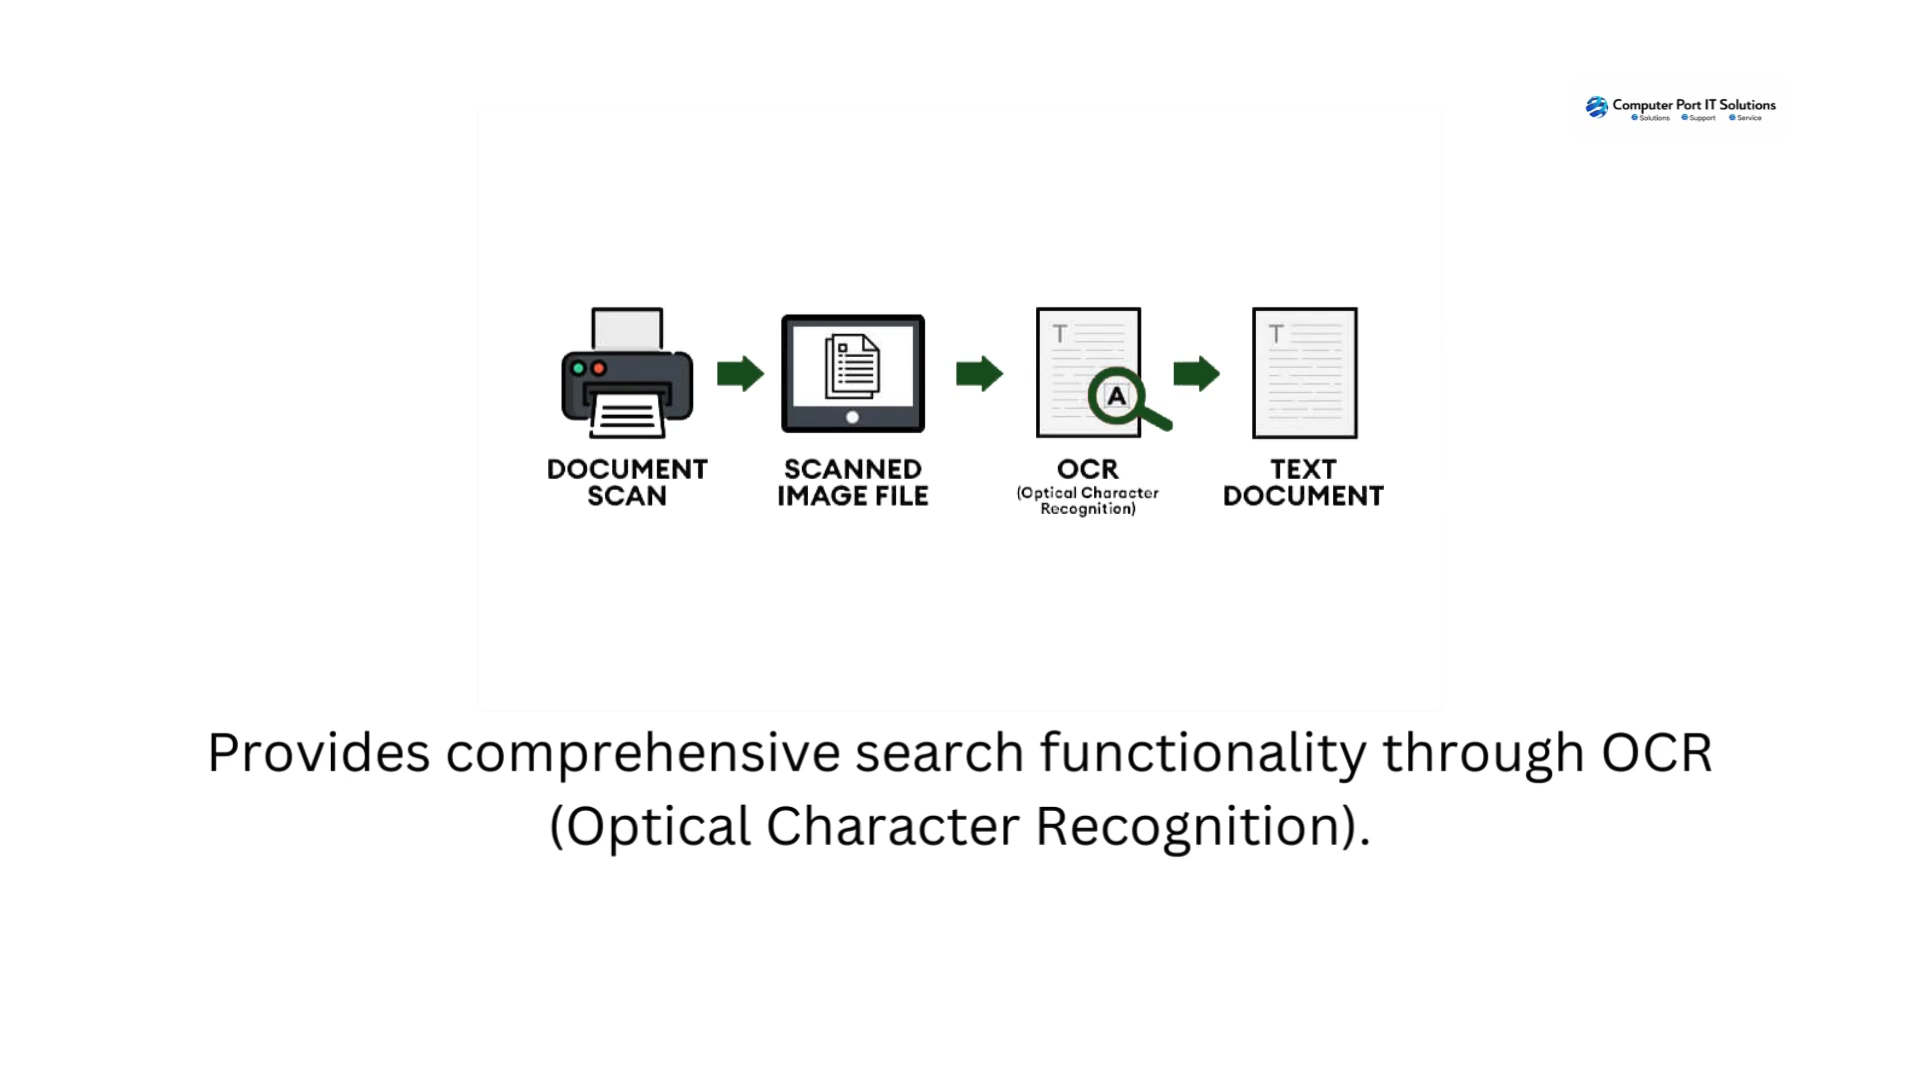 Computer Port IT Solutions
Solutions Support Service
DOCUMENT
SCAN
SCANNED
IMAGE FILE
T
A
OCR
(Optical Character
Recognition)
T
TEXT
DOCUMENT
Provides comprehensive search functionality through OCR
(Optical Character Recognition).